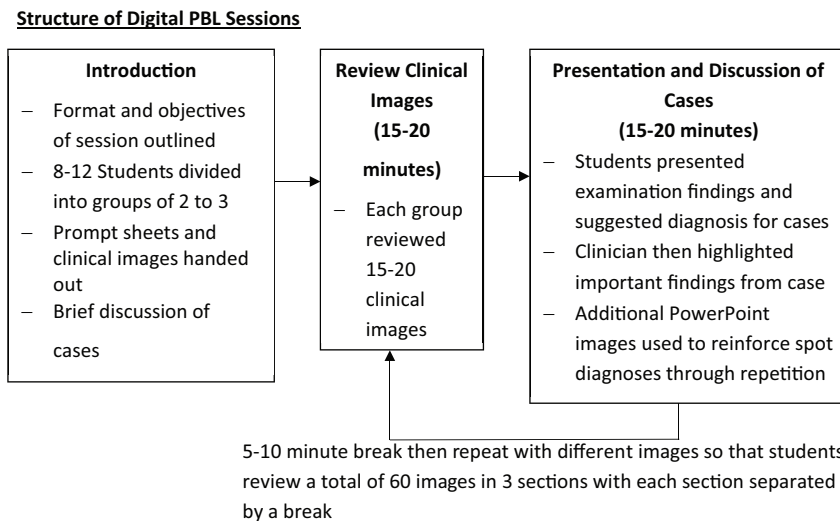 Structure of Digital PBL Sessions
Introduction
– Format and objectives
of session outlined
– 8-12 Students divided
into groups of 2 to 3
– Prompt sheets and
clinical images handed
out
– Brief discussion of
cases
Review Clinical
Images
(15-20
minutes)
– Each group
reviewed
15-20
clinical
images
Presentation and Discussion of
Cases
(15-20 minutes)
– Students presented
examination findings and
suggested diagnosis for cases
– Clinician then highlighted
important findings from case
– Additional PowerPoint
images used to reinforce spot
diagnoses through repetition
5-10 minute break then repeat with different images so that students
review a total of 60 images in 3 sections with each section separated
by a break